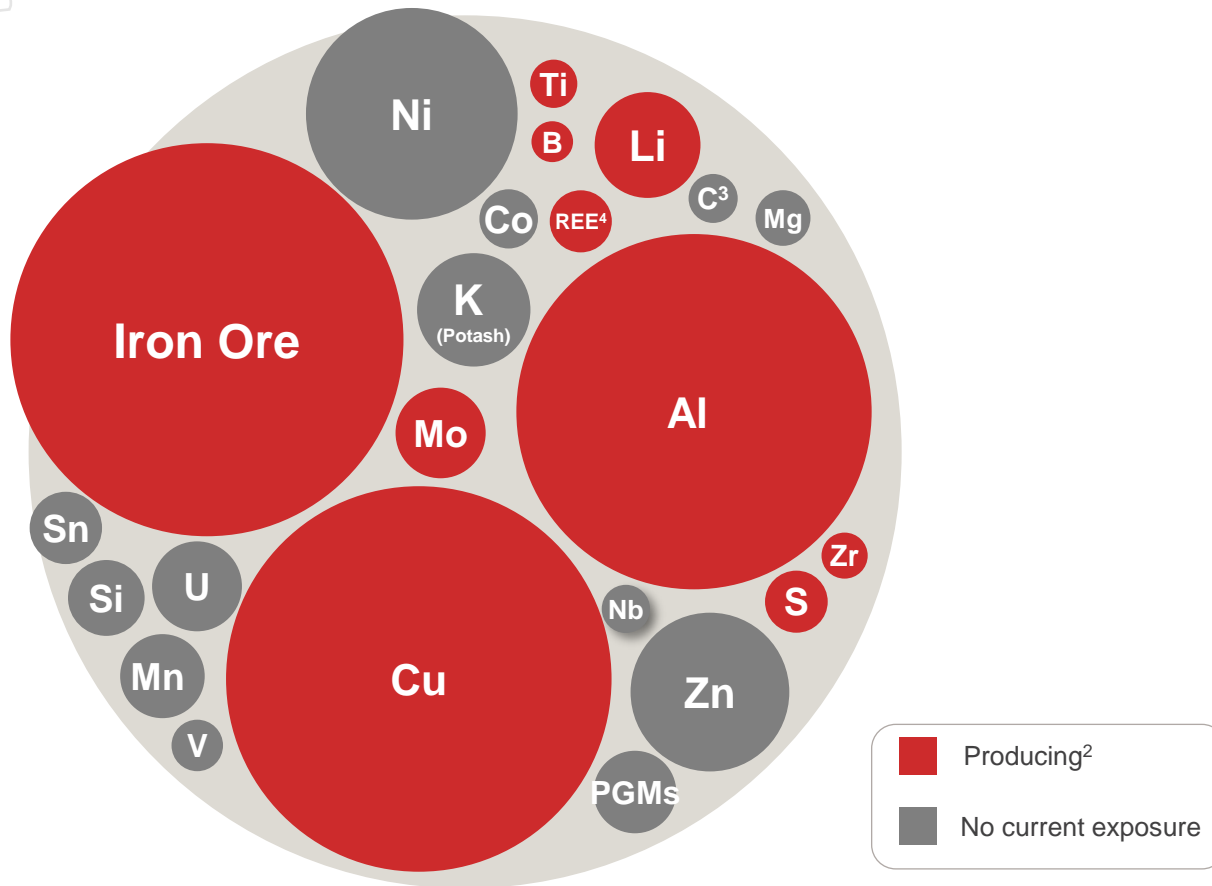 Ni
Ti
B
Li
C³
Mg
Co
REE⁴
K
(Potash)
Iron Ore
Al
Mo
Sn
Si
U
Mn
V
Cu
Nb
Zr
S
Zn
PGMs
Producing²
No current exposure